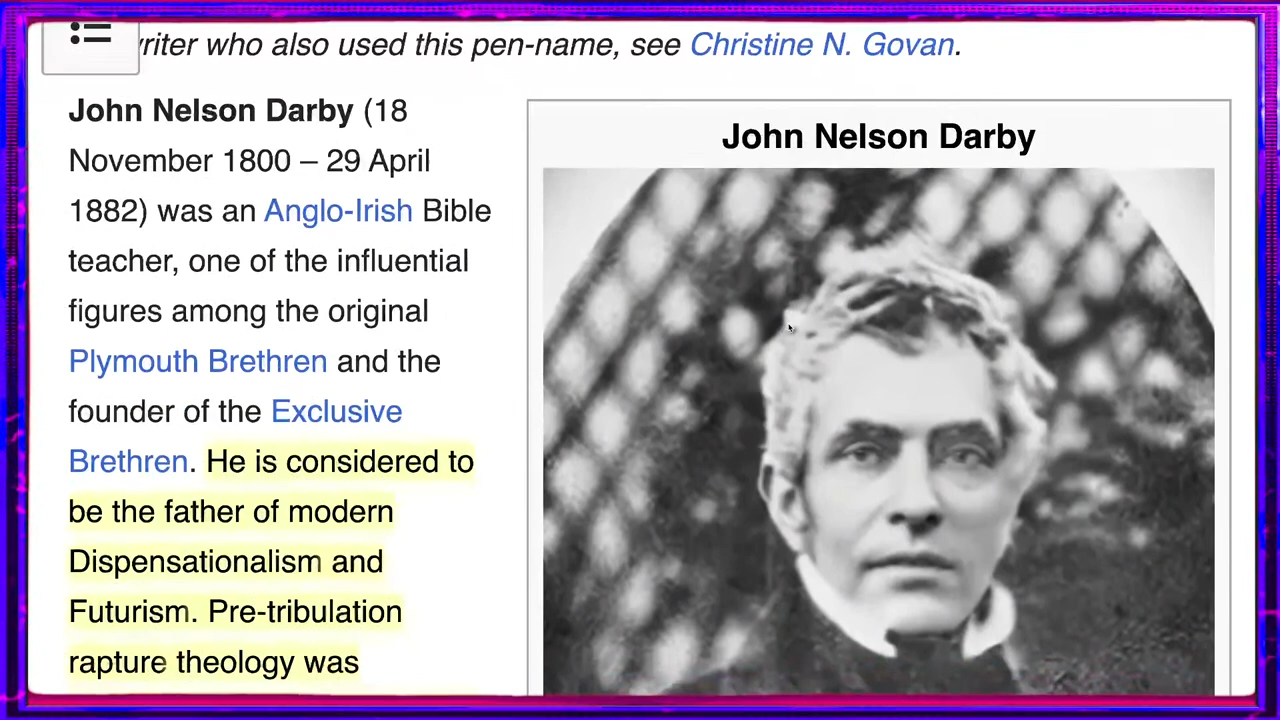 writer who also used this pen-name, see Christine N. Govan.
John Nelson Darby (18
November 1800 – 29 April
1882) was an Anglo-Irish Bible
teacher, one of the influential
figures among the original
Plymouth Brethren and the
founder of the Exclusive
Brethren. He is considered to
be the father of modern
Dispensationalism and
Futurism. Pre-tribulation
rapture theology was
John Nelson Darby